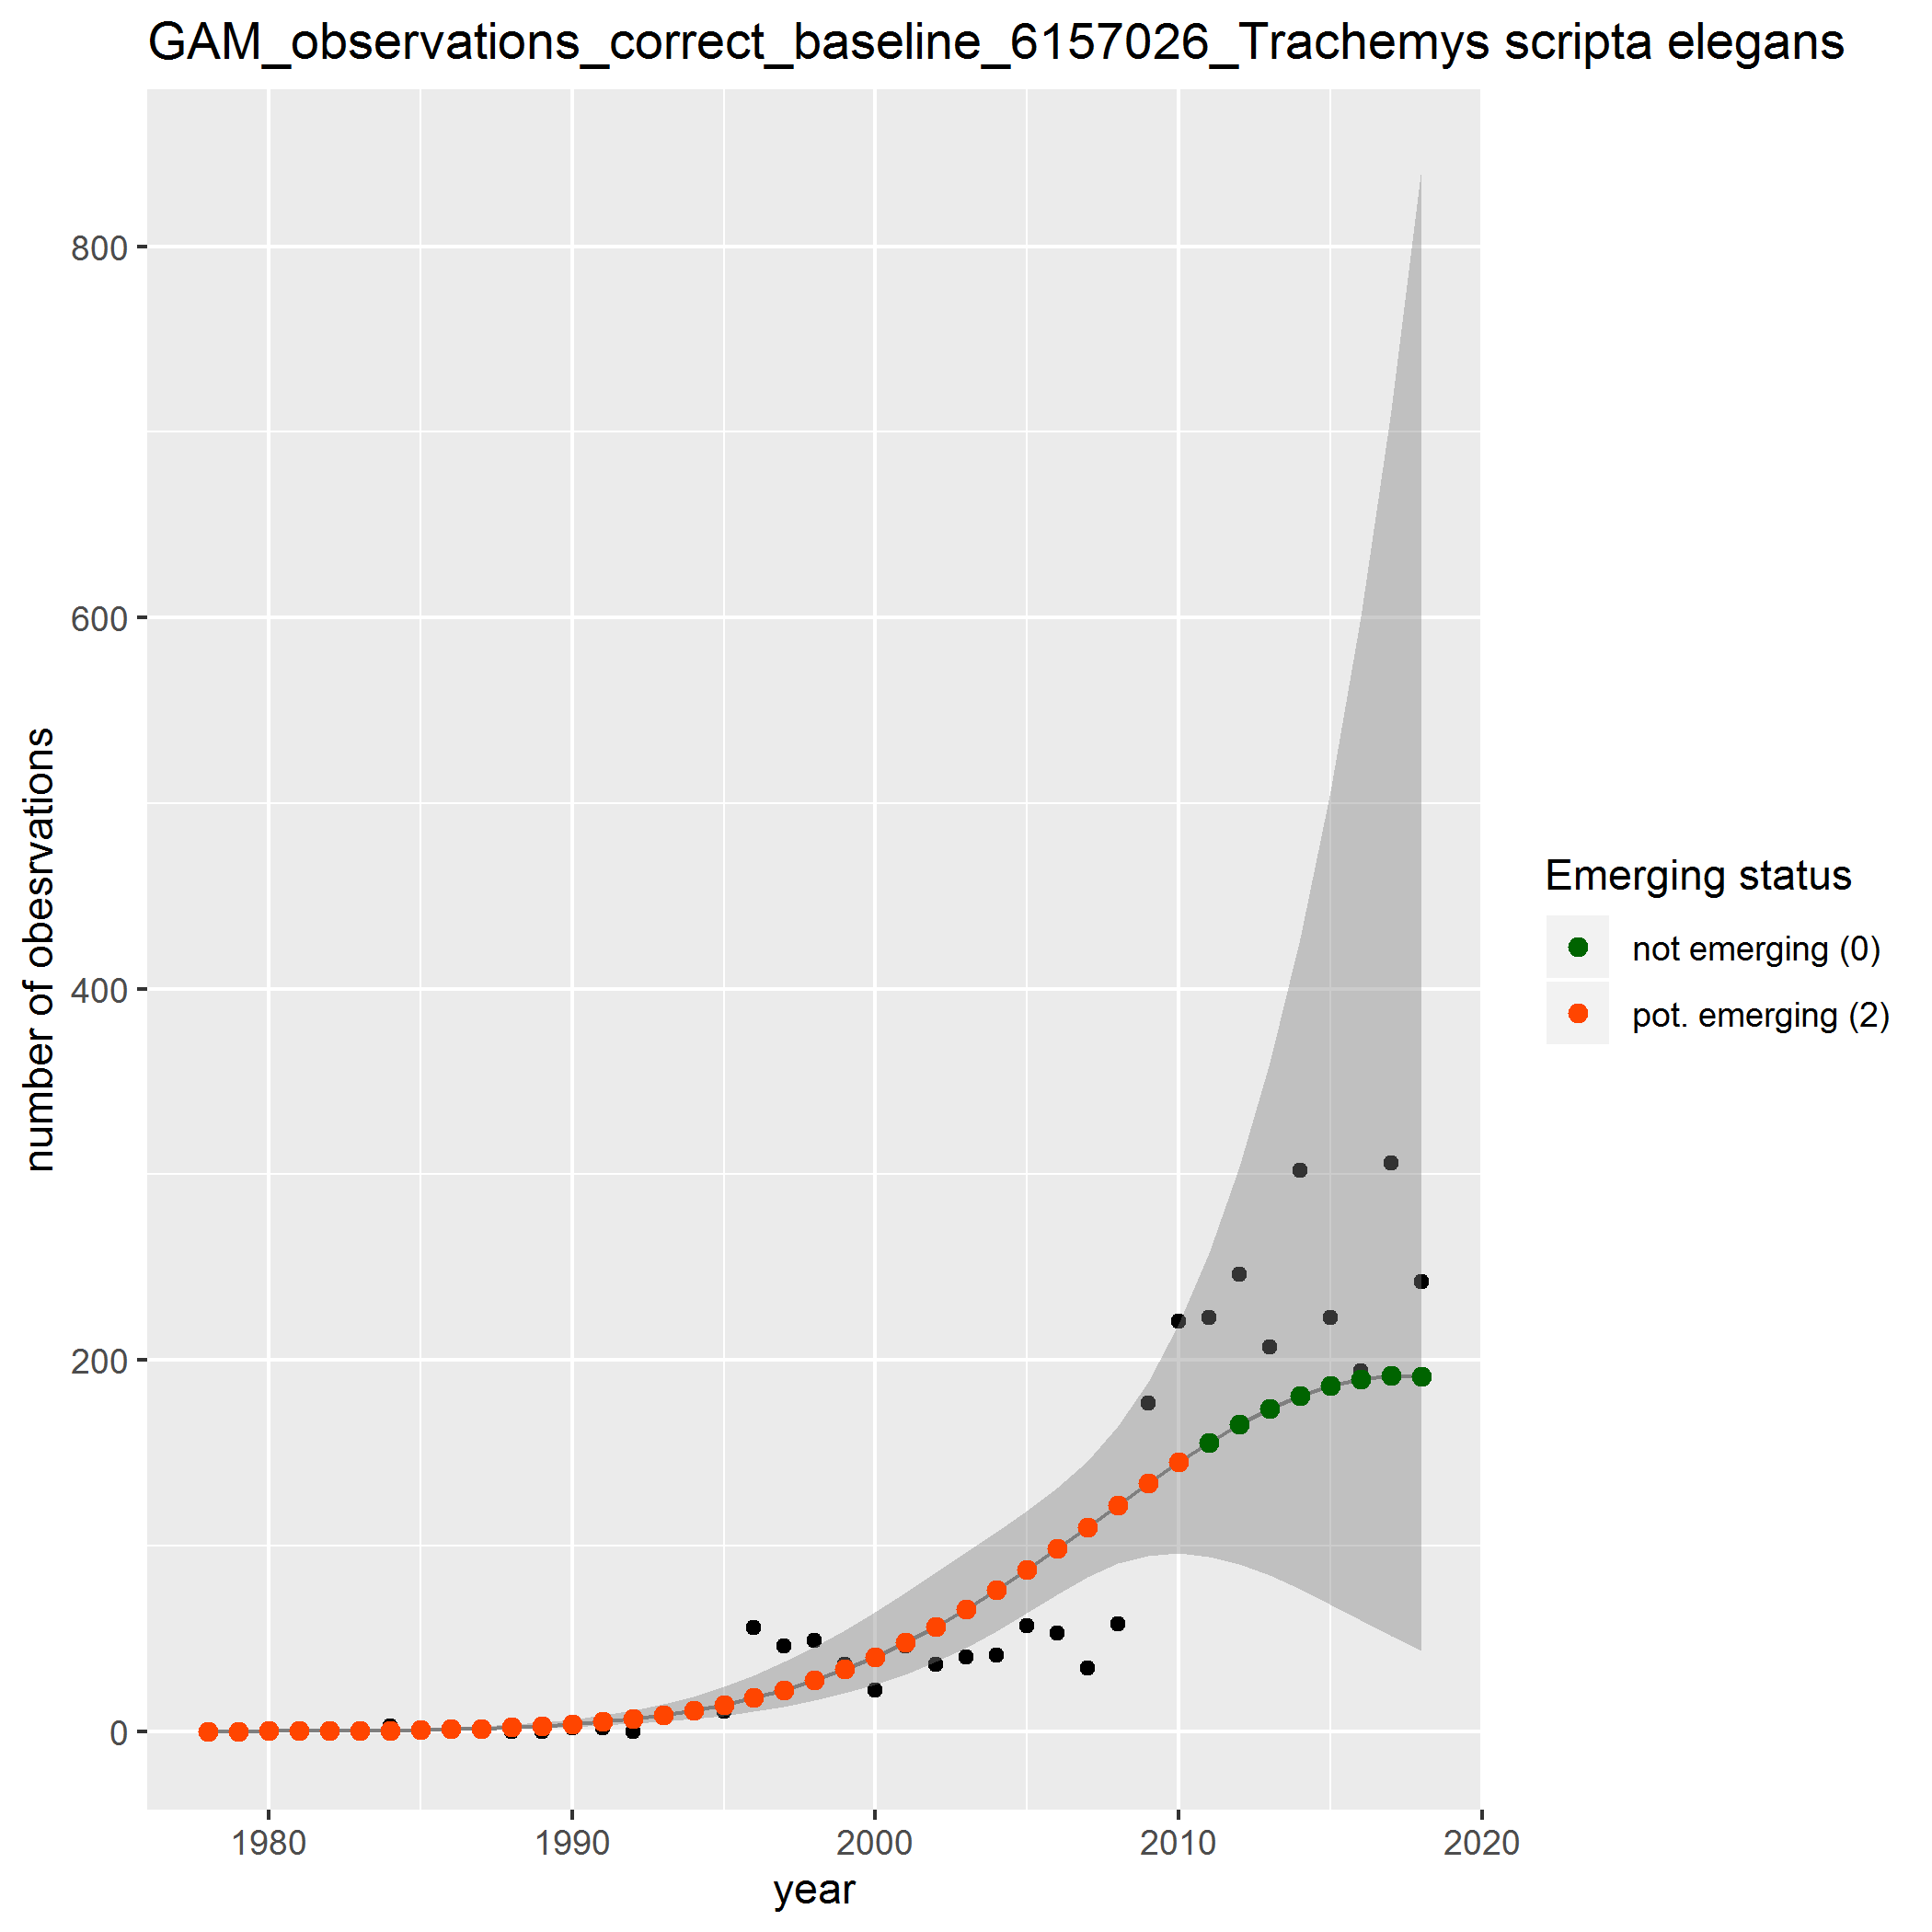 GAM_observations_correct_baseline_6157026_Trachemys scripta elegans
800
600
400
200
0
number of obesrvations
1980
1990
2000
2010
2020
year
Emerging status
not emerging (0)
pot. emerging (2)